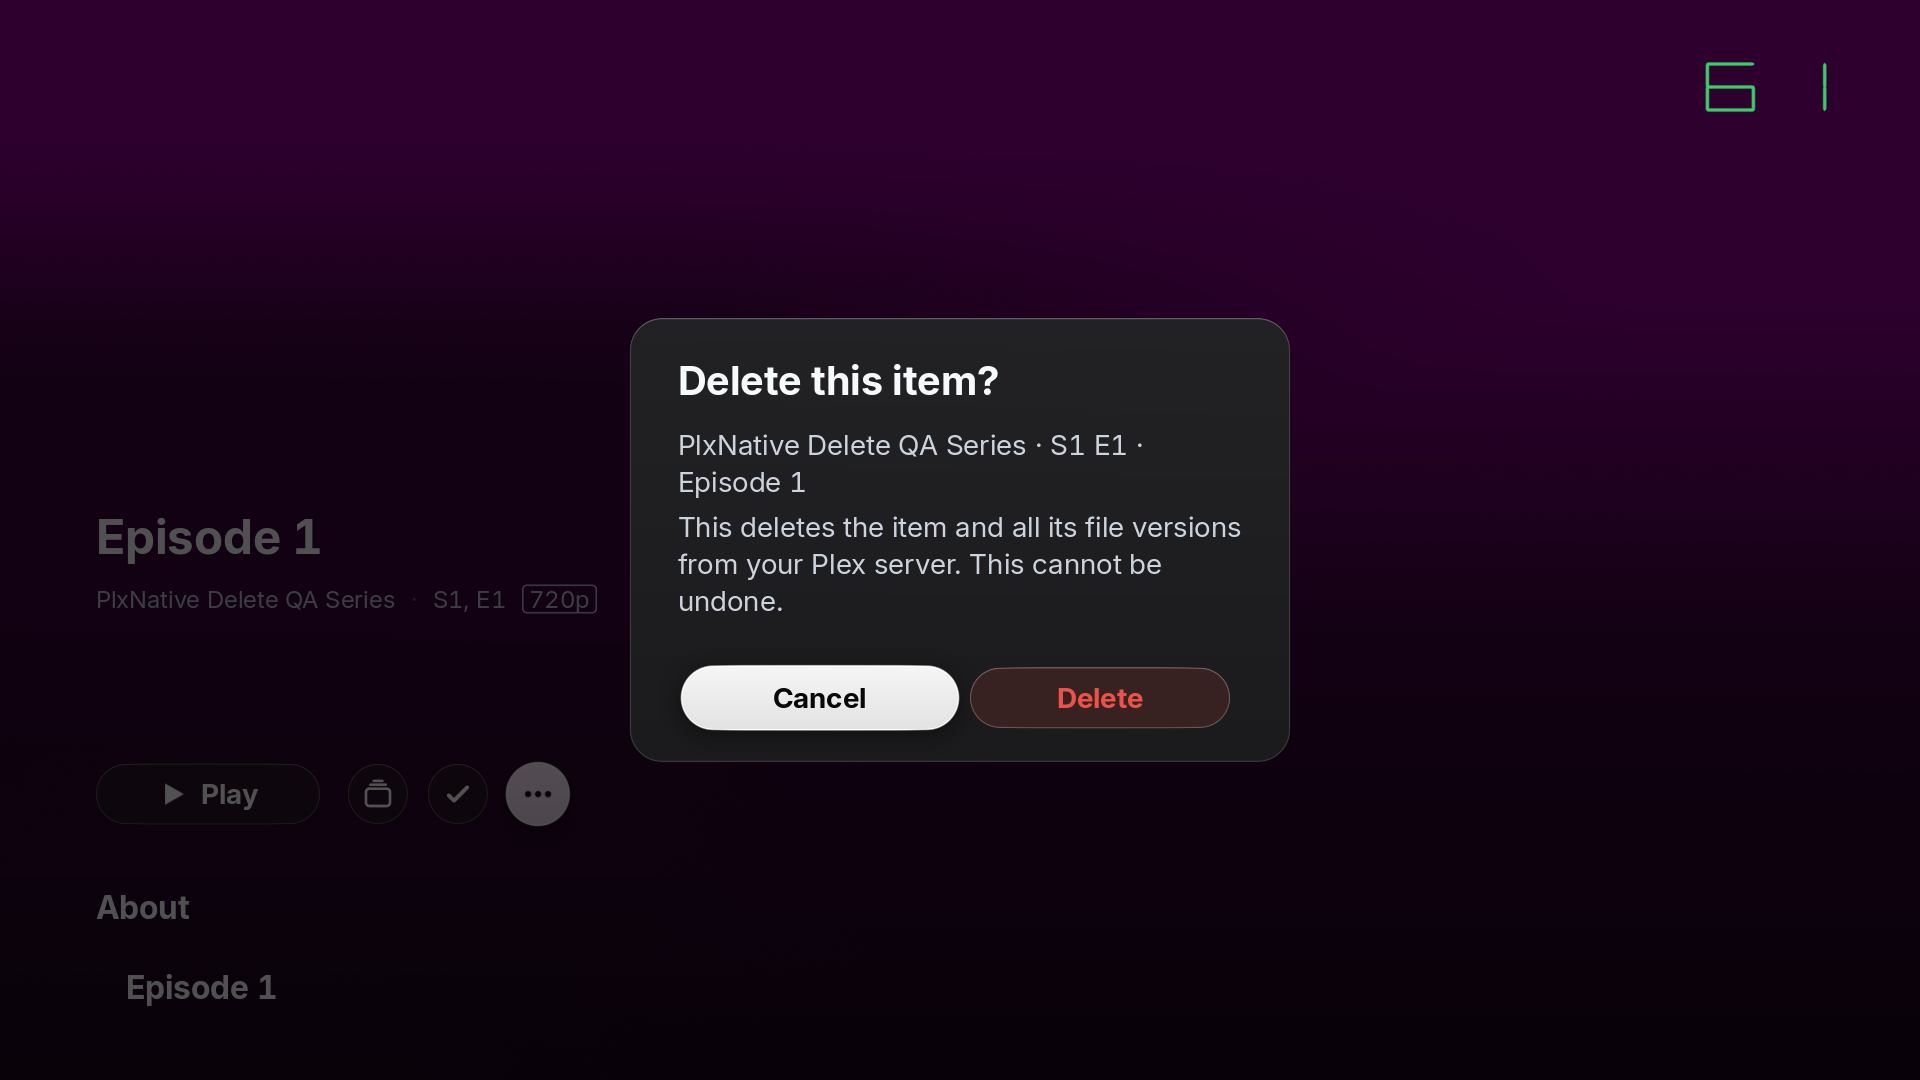 61
Delete this item?
PlxNative Delete QA Series · S1 E1 ·
Episode 1
This deletes the item and all its file versions
from your Plex server. This cannot be
undone.
Cancel
Delete
Episode 1
PlxNative Delete QA Series · S1, E1 720p
Play
About
Episode 1